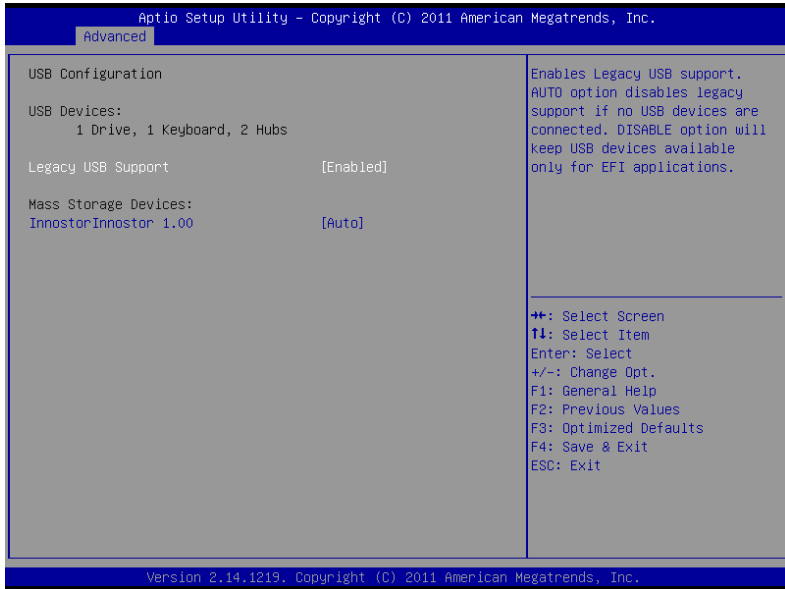 Aptio Setup Utility – Copyright (C) 2011 American Megatrends, Inc.
Advanced
USB Configuration
USB Devices:
1 Drive, 1 Keyboard, 2 Hubs
Legacy USB Support [Enabled]
Mass Storage Devices:
InnostorInnostor 1.00 [Auto]
Enables Legacy USB support.
AUTO option disables legacy
support if no USB devices are
connected. DISABLE option will
keep USB devices available
only for EFI applications.
→←: Select Screen
↑↓: Select Item
Enter: Select
+/-: Change Opt.
F1: General Help
F2: Previous Values
F3: Optimized Defaults
F4: Save & Exit
ESC: Exit
Version 2.14.1219. Copyright (C) 2011 American Megatrends, Inc.